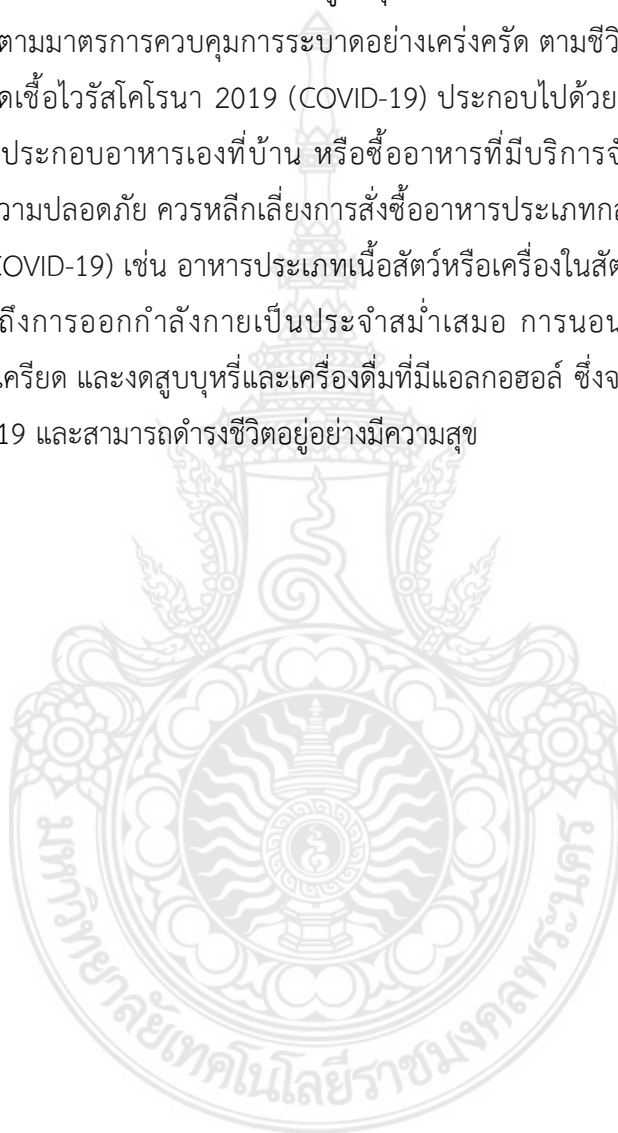 ตามมาตรการควบคุมการระบาดอย่างเคร่งครัด ตามชีวิ
ดเชื้อไวรัสโคโรนา 2019 (COVID-19) ประกอบไปด้วย
ประกอบอาหารเองที่บ้าน หรือซื้ออาหารที่มีบริการจั
วามปลอดภัย ควรหลีกเลี่ยงการสั่งซื้ออาหารประเภทกล
COVID-19) เช่น อาหารประเภทเนื้อสัตว์หรือเครื่องในสัต
ถึงการออกกำลังกายเป็นประจำสม่ำเสมอ การนอน
เครียด และงดสูบบุหรี่และเครื่องดื่มที่มีแอลกอฮอล์ ซึ่งจ
19 และสามารถดำรงชีวิตอยู่อย่างมีความสุข
มหาวิทยาลัยเทคโนโลยีราชมงคลพระนคร